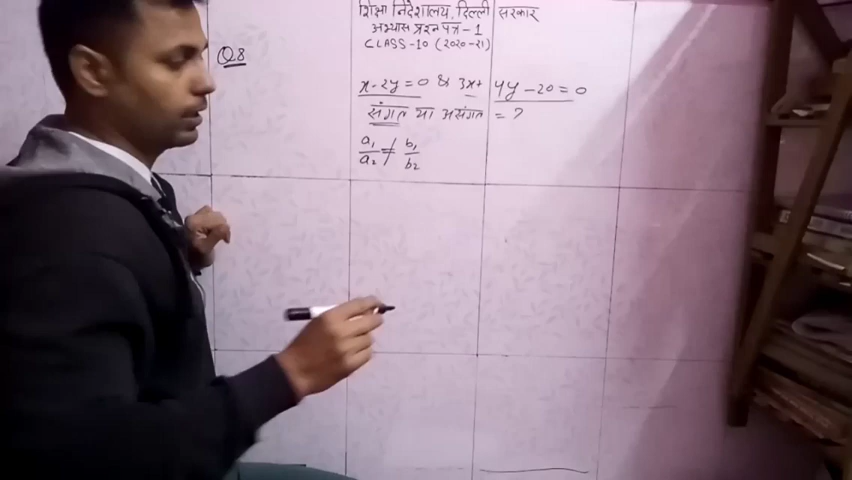 शिक्षा निदेशालय, दिल्ली सरकार
अभ्यास प्रश्न पत्र - 1
CLASS-10 (2020-21)
Q8
x - 2y = 0 & 3x + 4y - 20 = 0
संगत या असंगत = ?
a₁/a₂ ≠ b₁/b₂